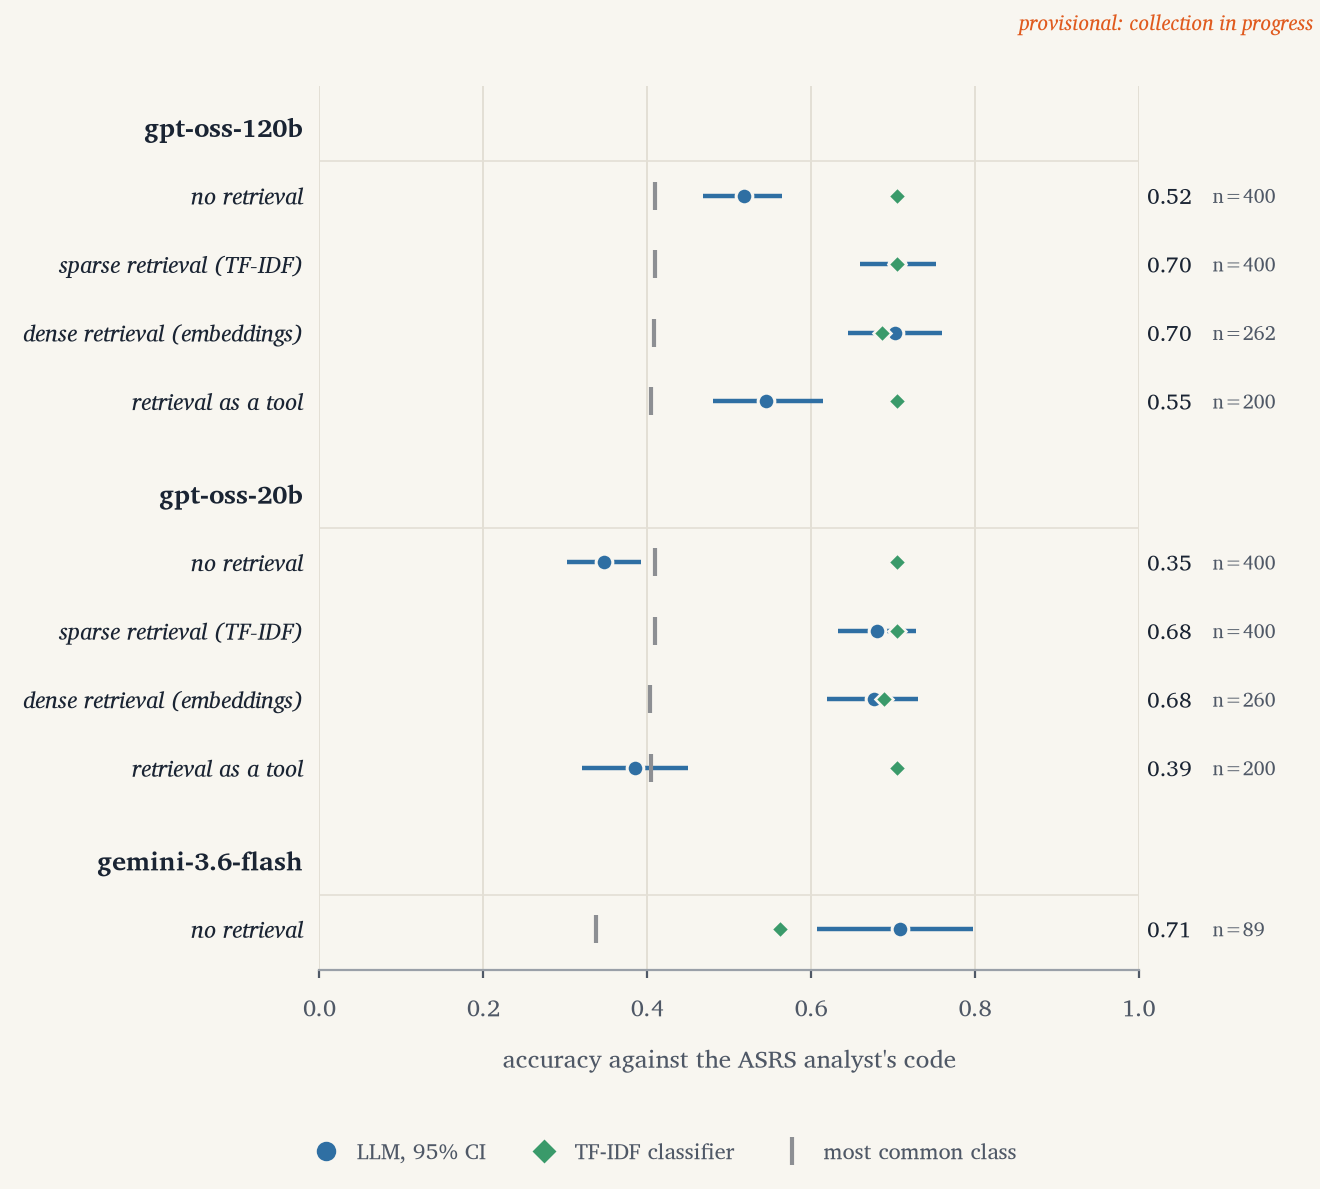 provisional: collection in progress
gpt-oss-120b
no retrieval 0.52 n=400
sparse retrieval (TF-IDF) 0.70 n=400
dense retrieval (embeddings) 0.70 n=262
retrieval as a tool 0.55 n=200
gpt-oss-20b
no retrieval 0.35 n=400
sparse retrieval (TF-IDF) 0.68 n=400
dense retrieval (embeddings) 0.68 n=260
retrieval as a tool 0.39 n=200
gemini-3.6-flash
no retrieval 0.71 n=89
0.0 0.2 0.4 0.6 0.8 1.0
accuracy against the ASRS analyst's code
LLM, 95% CI TF-IDF classifier most common class